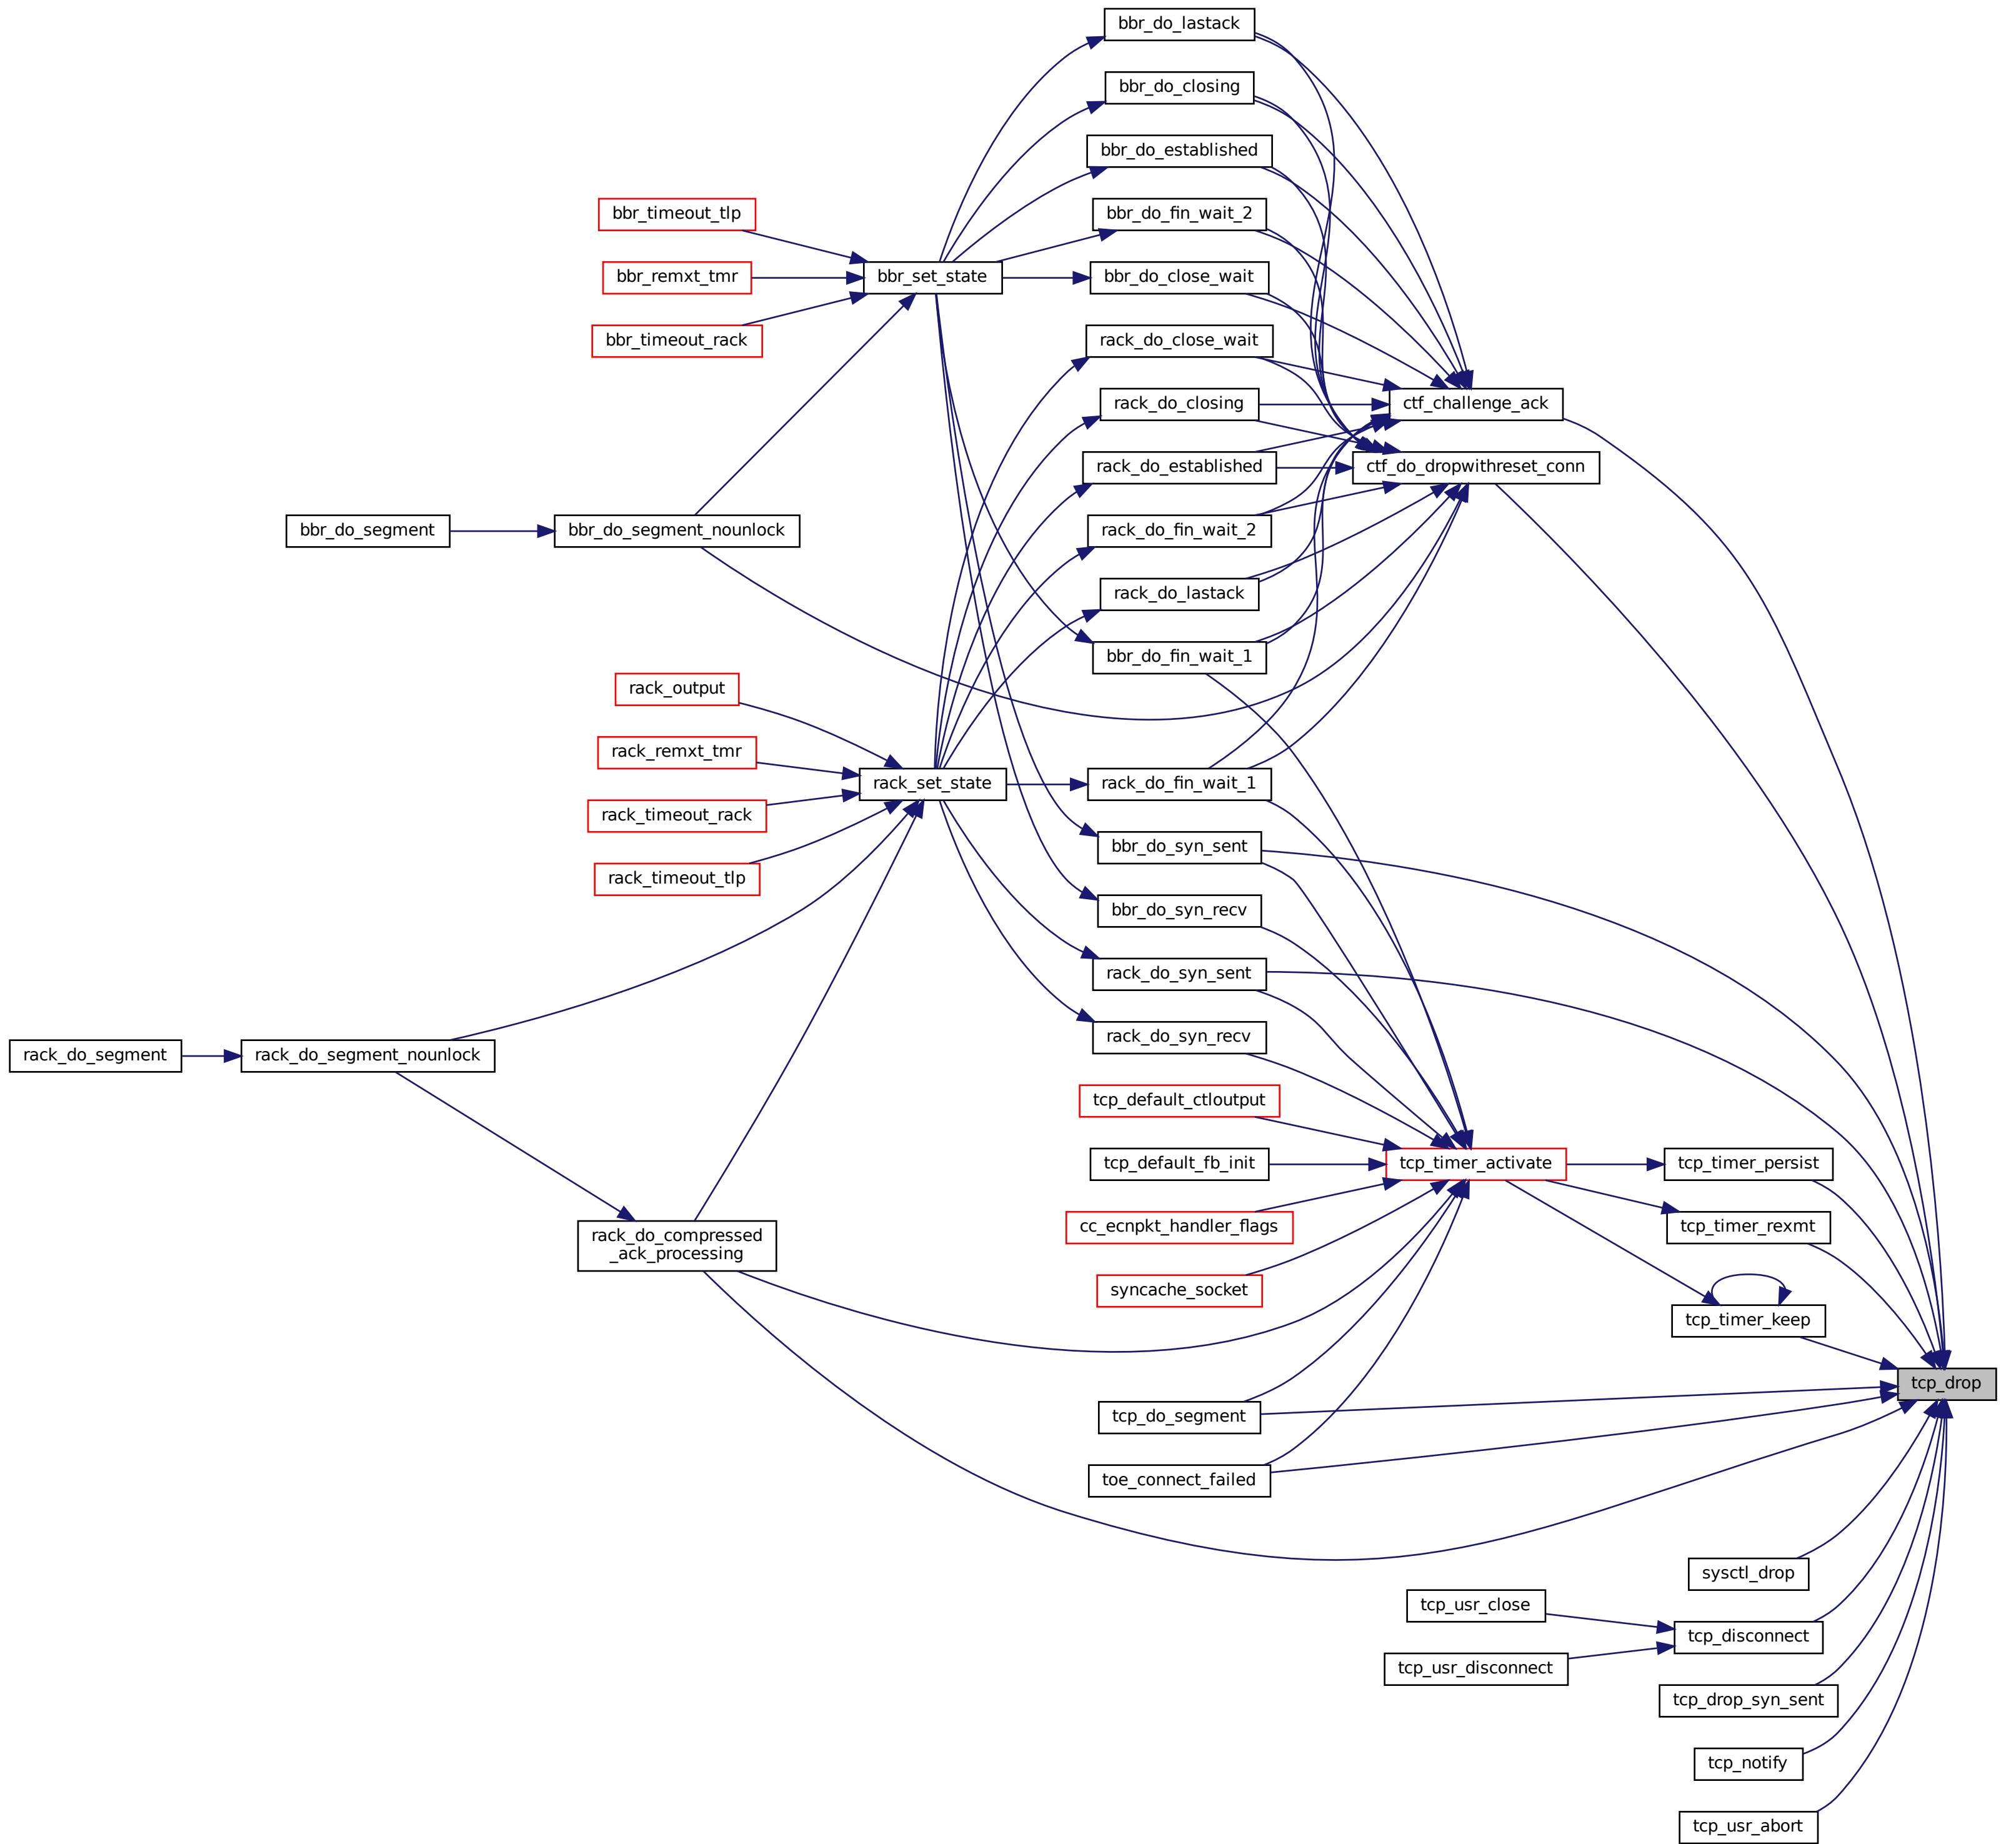 bbr_do_lastack
bbr_do_closing
bbr_do_established
bbr_timeout_tlp
bbr_do_fin_wait_2
bbr_remxt_tmr
bbr_set_state
bbr_do_close_wait
bbr_timeout_rack
rack_do_close_wait
rack_do_closing
ctf_challenge_ack
rack_do_established
ctf_do_dropwithreset_conn
bbr_do_segment
bbr_do_segment_nounlock
rack_do_fin_wait_2
rack_do_lastack
bbr_do_fin_wait_1
rack_output
rack_remxt_tmr
rack_set_state
rack_do_fin_wait_1
rack_timeout_rack
bbr_do_syn_sent
rack_timeout_tlp
bbr_do_syn_recv
rack_do_syn_sent
rack_do_syn_recv
rack_do_segment
rack_do_segment_nounlock
tcp_default_ctloutput
tcp_default_fb_init
tcp_timer_activate
tcp_timer_persist
cc_ecnpkt_handler_flags
tcp_timer_rexmt
rack_do_compressed
_ack_processing
syncache_socket
tcp_timer_keep
tcp_drop
tcp_do_segment
toe_connect_failed
sysctl_drop
tcp_usr_close
tcp_disconnect
tcp_usr_disconnect
tcp_drop_syn_sent
tcp_notify
tcp_usr_abort